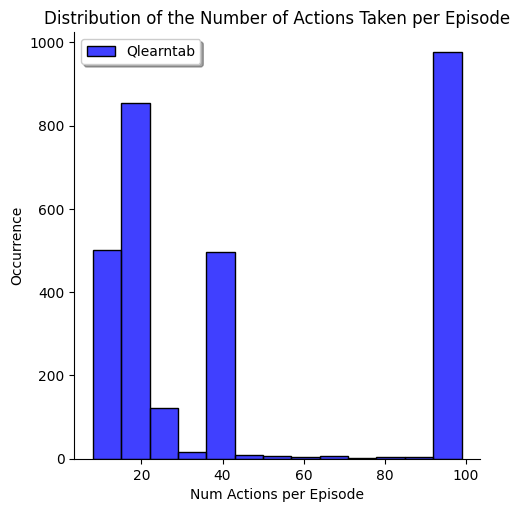 Distribution of the Number of Actions Taken per Episode
Qlearntab
1000
800
600
400
200
0
Occurrence
20 40 60 80 100
Num Actions per Episode